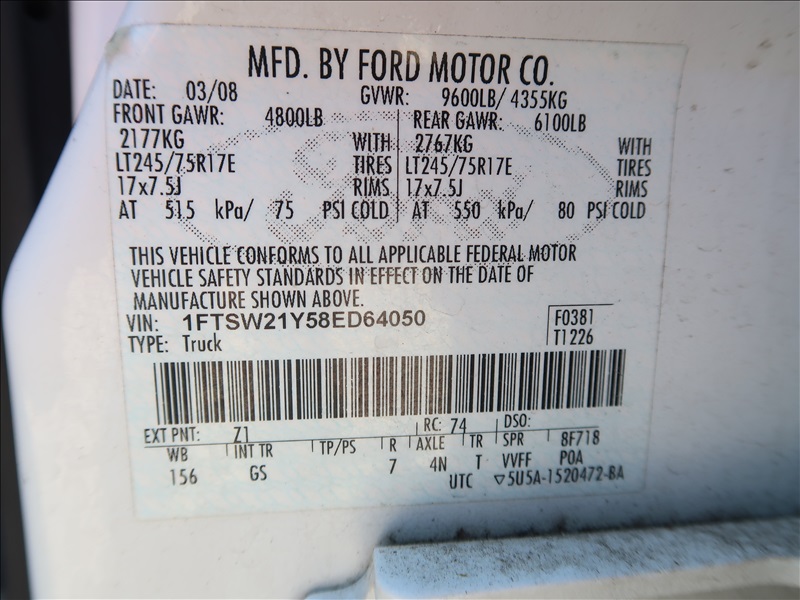 MFD. BY FORD MOTOR CO.
DATE: 03/08 GVWR: 9600LB/ 4355KG
FRONT GAWR: 4800LB REAR GAWR: 6100LB
2177KG WITH 2767KG WITH
LT245/75R17E TIRES LT245/75R17E TIRES
17x7.5J RIMS 17x7.5J RIMS
AT 515 kPa/ 75 PSI COLD AT 550 kPa/ 80 PSI COLD
THIS VEHICLE CONFORMS TO ALL APPLICABLE FEDERAL MOTOR
VEHICLE SAFETY STANDARDS IN EFFECT ON THE DATE OF
MANUFACTURE SHOWN ABOVE.
VIN: 1FTSW21Y58ED64050 F0381
TYPE: Truck T1226
EXT PNT: Z1 RC: 74 DSO:
WB INT TR TP/PS R AXLE TR SPR 8F718
156 GS 7 4N T VVFF POA
UTC ▽5U5A-1520472-BA